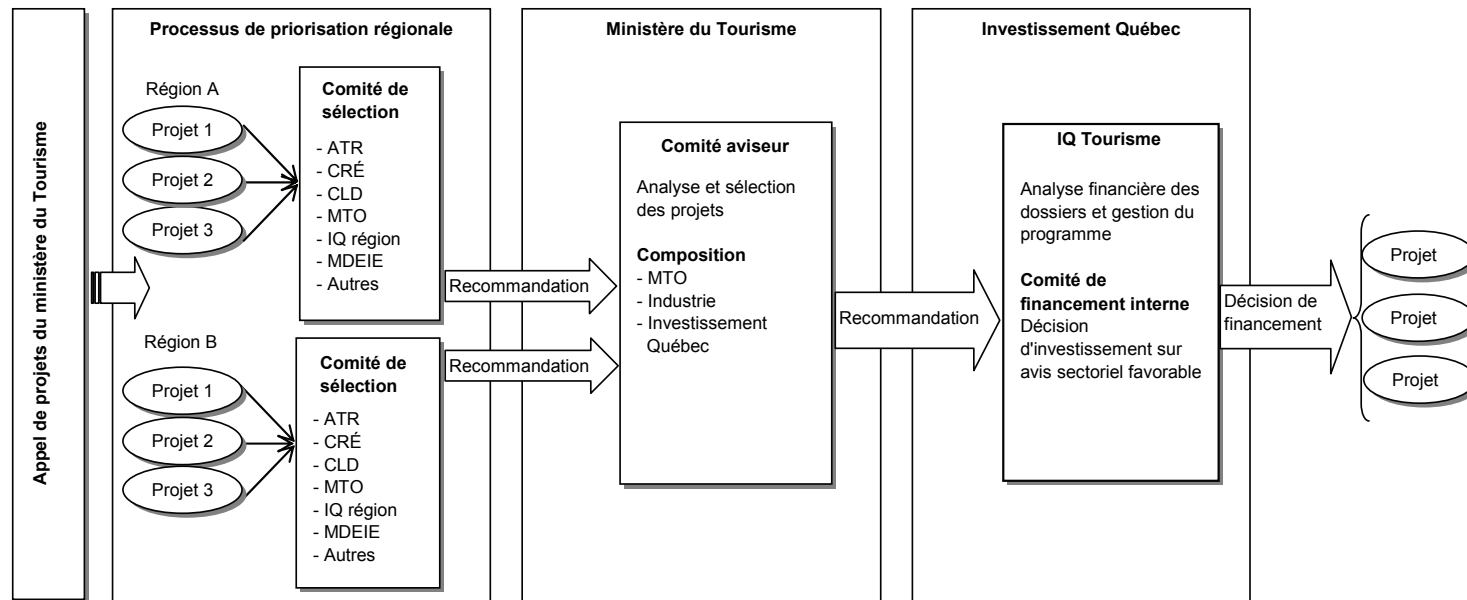 Appel de projets du ministère du Tourisme
Processus de priorisation régionale
Région A
Projet 1
Projet 2
Projet 3
Comité de
sélection
- ATR
- CRÉ
- CLD
- MTO
- IQ région
- MDEIE
- Autres
Recommandation
Région B
Projet 1
Projet 2
Projet 3
Comité de
sélection
- ATR
- CRÉ
- CLD
- MTO
- IQ région
- MDEIE
- Autres
Recommandation
Ministère du Tourisme
Comité aviseur
Analyse et sélection
des projets
Composition
- MTO
- Industrie
- Investissement
Québec
Recommandation
Investissement Québec
IQ Tourisme
Analyse financière des
dossiers et gestion du
programme
Comité de
financement interne
Décision
d'investissement sur
avis sectoriel favorable
Décision de
financement
Projet
Projet
Projet